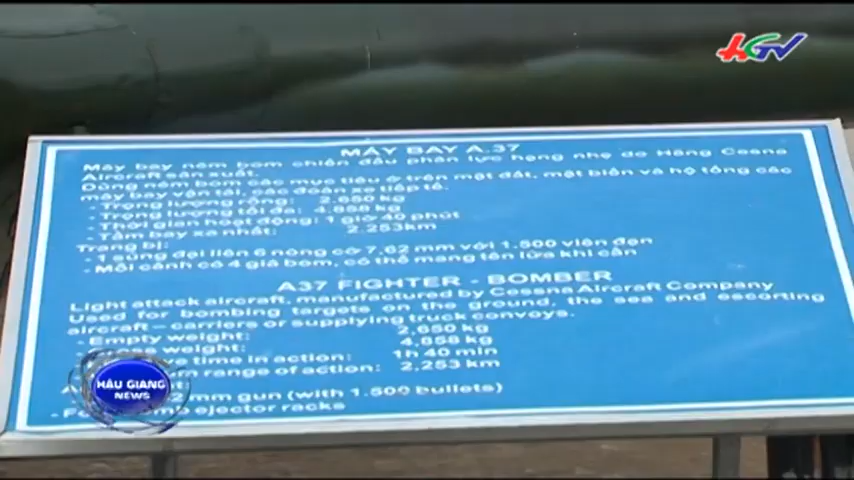 HGTV
MÁY BAY A.37
Máy bay ném bom chiến đấu phản lực hạng nhẹ do Hãng Cessna
Aircraft sản xuất.
Dùng ném bom các mục tiêu ở trên mặt đất, mặt biển và hộ tống các
máy bay vận tải, các đoàn xe tiếp tế.
- Trọng lượng rỗng: 2.650 kg
- Trọng lượng tối đa: 4.858 kg
- Thời gian hoạt động: 1 giờ 40 phút
- Tầm bay xa nhất: 2.253km
Trang bị:
- 1 súng đại liên 6 nòng cỡ 7,62 mm với 1.500 viên đạn
- Mỗi cánh có 4 giá bom, có thể mang tên lửa khi cần
A37 FIGHTER - BOMBER
Light attack aircraft, manufactured by Cessna Aircraft Company
Used for bombing targets on the ground, the sea and escorting
aircraft – carriers or supplying truck convoys.
- Empty weight: 2,650 kg
weight: 4.858 kg
time in action: 1h 40 min
range of action: 2,253 km
mm gun (with 1.500 bullets)
ejector racks
HẬU GIANG
NEWS